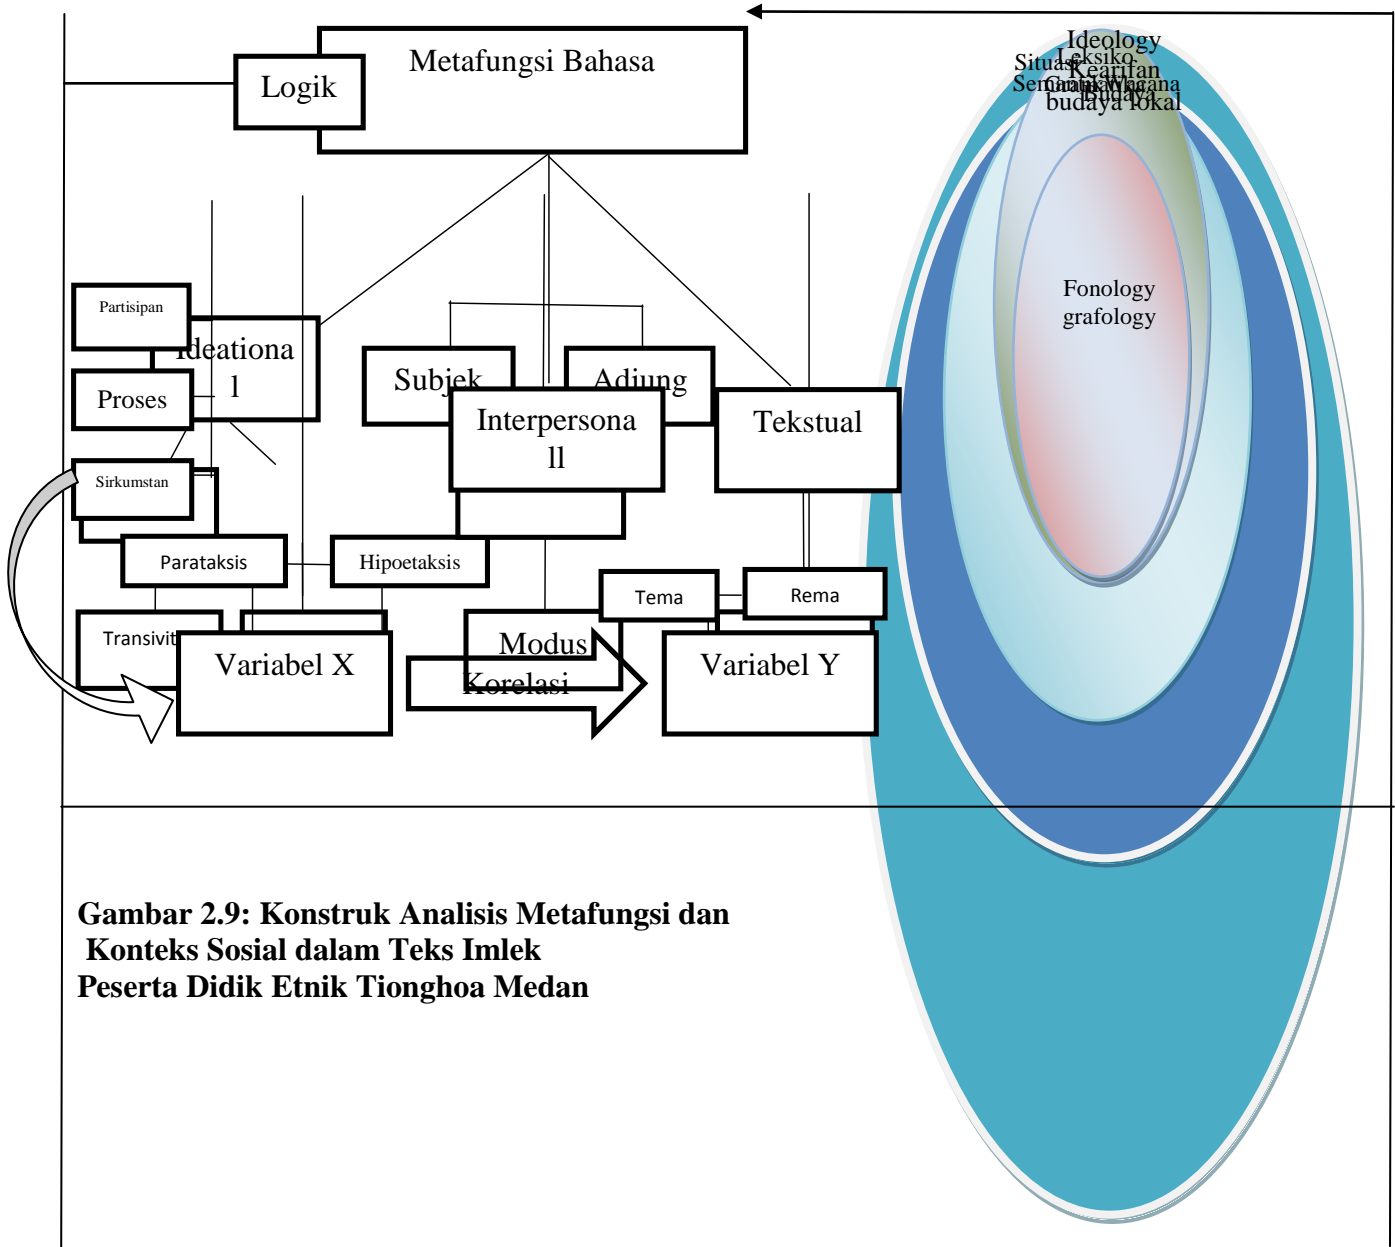 Metafungsi Bahasa
Logik
Partisipan
Ideationa
l
Proses
Sirkumstan
Subjek
Adjung
Interpersona
ll
Tekstual
Parataksis
Hipoetaksis
Tema
Rema
Variabel X
Modus
Korelasi
Variabel Y
Ideology
Leksiko
Situasi
Kearifan
Budaya
budaya lokal
Fonology
grafology
Gambar 2.9: Konstruk Analisis Metafungsi dan
Konteks Sosial dalam Teks Imlek
Peserta Didik Etnik Tionghoa Medan